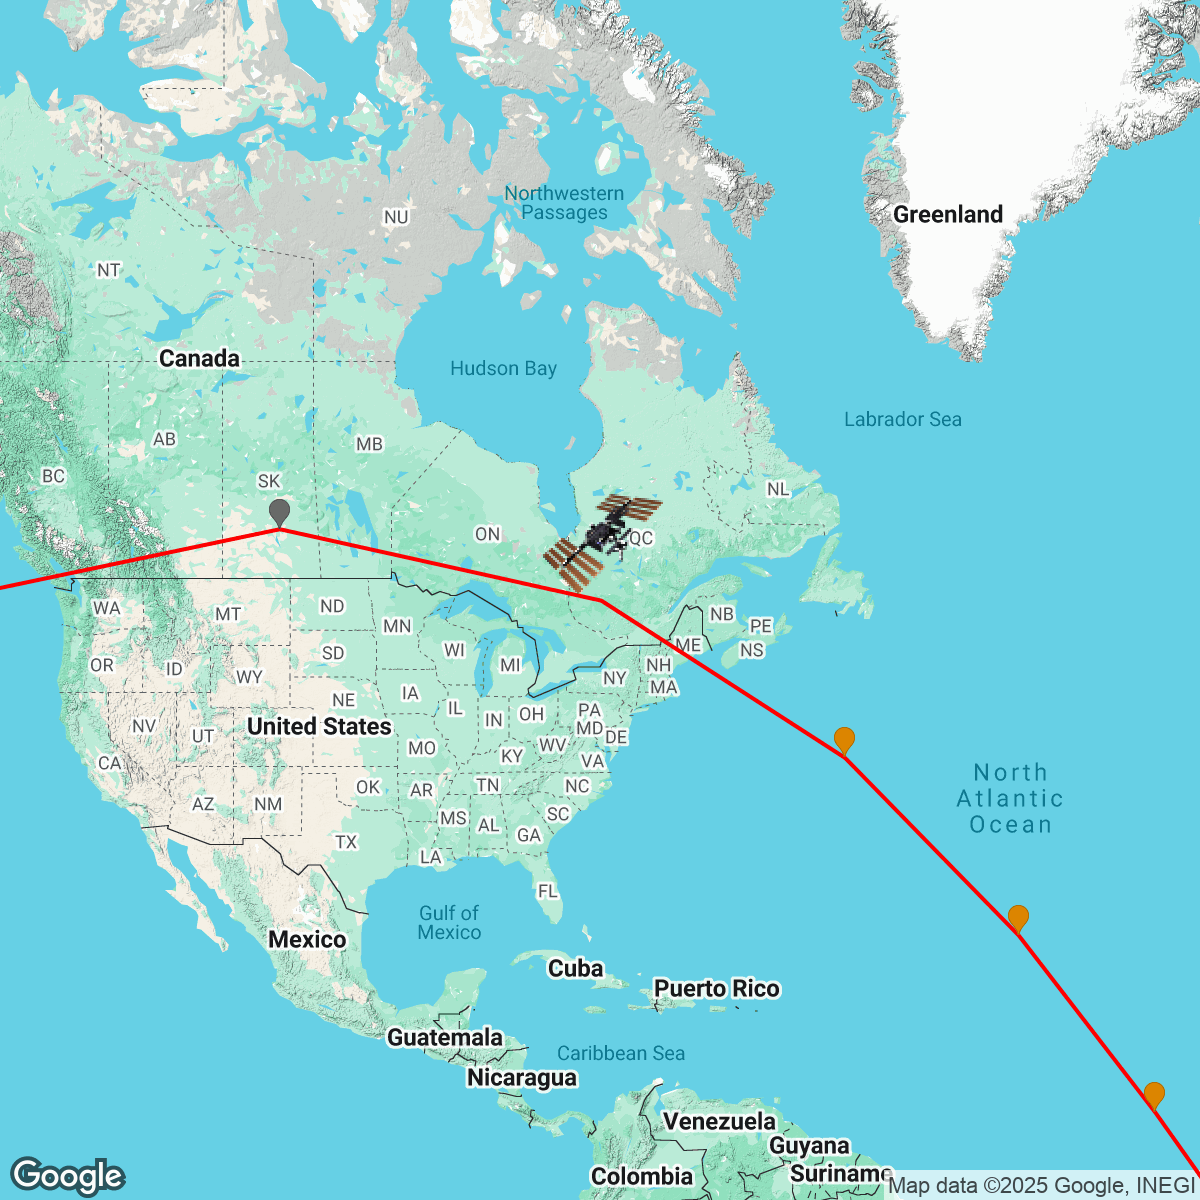 Northwestern
Passages
NU
Greenland
NT
Canada
Hudson Bay
Labrador Sea
AB
MB
BC
SK
NL
ON
QC
WA
MT
ND
MN
NB
PE
OR
ID
SD
WI
MI
ME
NS
WY
NH
NY
MA
NE
IA
IL
IN
OH
PA
NV
UT
United States
MD
DE
CA
MO
KY
WV
VA
North
Atlantic
Ocean
AZ
NM
OK
AR
TN
NC
MS
AL
SC
GA
TX
LA
FL
Gulf of
Mexico
Mexico
Cuba
Puerto Rico
Guatemala
Caribbean Sea
Nicaragua
Venezuela
Guyana
Colombia
Suriname
Google
Map data ©2025 Google, INEGI